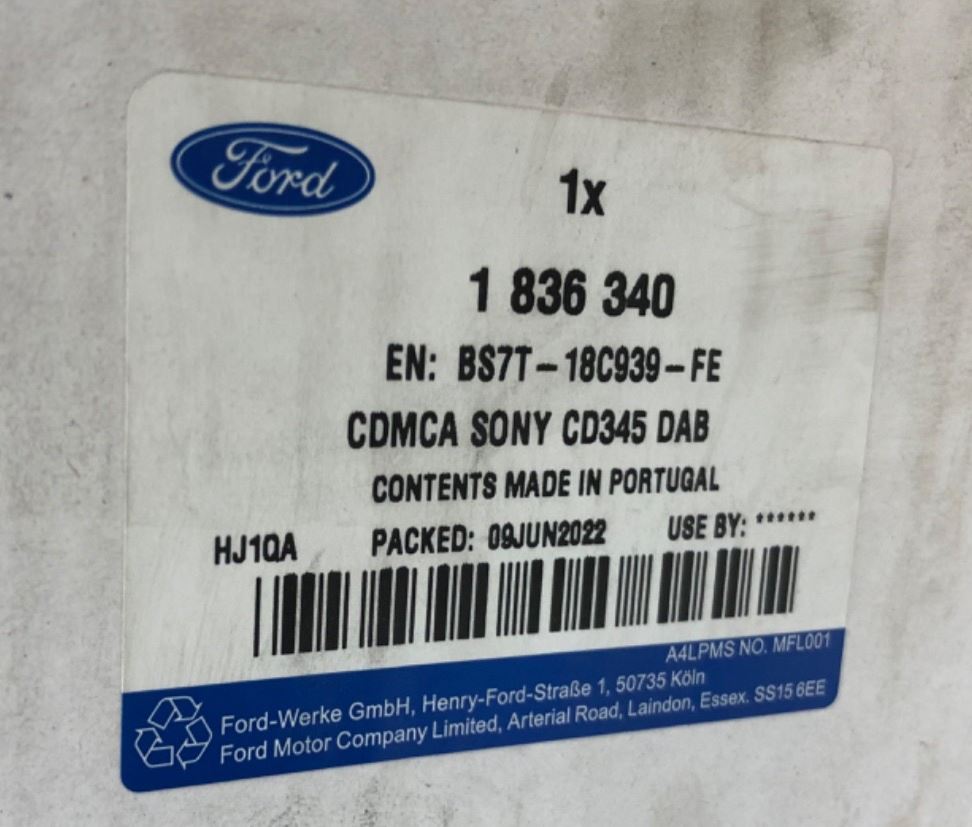 Ford
1x
1 836 340
EN: BS7T-18C939-FE
CDMCA SONY CD345 DAB
CONTENTS MADE IN PORTUGAL
HJ1QA PACKED: 09JUN2022 USE BY: ******
A4LPMS NO. MFL001
Ford-Werke GmbH, Henry-Ford-Straße 1, 50735 Köln
Ford Motor Company Limited, Arterial Road, Laindon, Essex. SS15 6EE